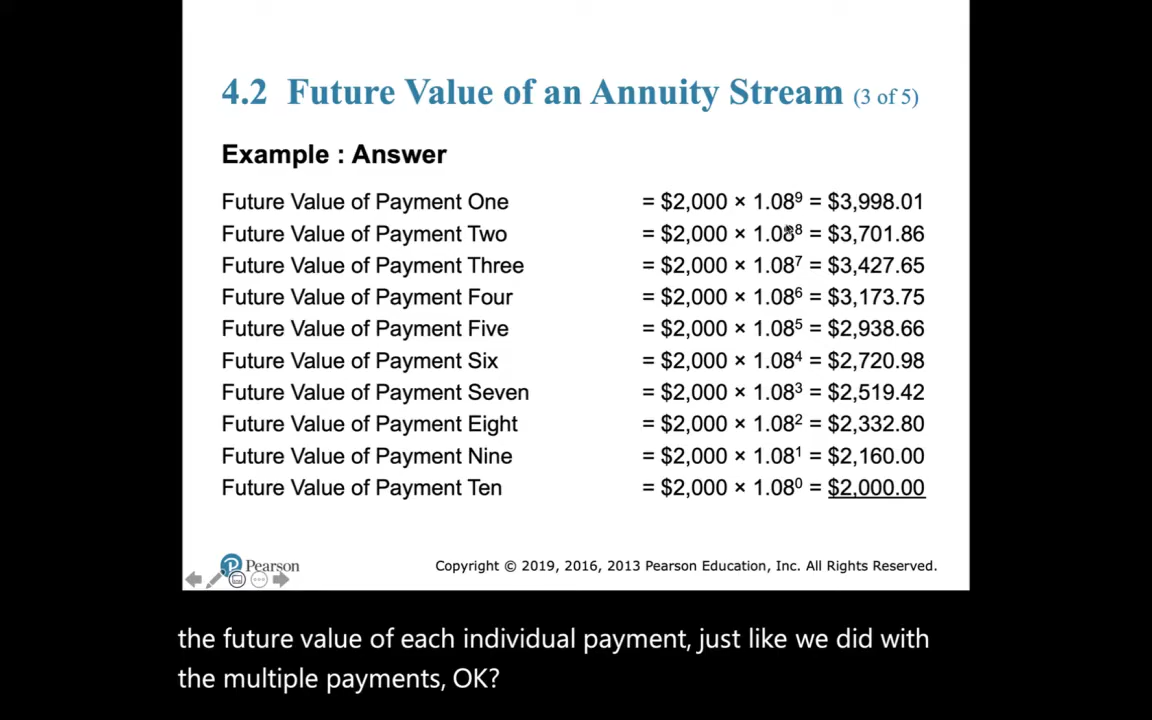 4.2 Future Value of an Annuity Stream (3 of 5)
Example : Answer
Future Value of Payment One = $2,000 × 1.08⁹ = $3,998.01
Future Value of Payment Two = $2,000 × 1.08⁸ = $3,701.86
Future Value of Payment Three = $2,000 × 1.08⁷ = $3,427.65
Future Value of Payment Four = $2,000 × 1.08⁶ = $3,173.75
Future Value of Payment Five = $2,000 × 1.08⁵ = $2,938.66
Future Value of Payment Six = $2,000 × 1.08⁴ = $2,720.98
Future Value of Payment Seven = $2,000 × 1.08³ = $2,519.42
Future Value of Payment Eight = $2,000 × 1.08² = $2,332.80
Future Value of Payment Nine = $2,000 × 1.08¹ = $2,160.00
Future Value of Payment Ten = $2,000 × 1.08⁰ = $2,000.00
Pearson Copyright © 2019, 2016, 2013 Pearson Education, Inc. All Rights Reserved.
the future value of each individual payment, just like we did with
the multiple payments, OK?